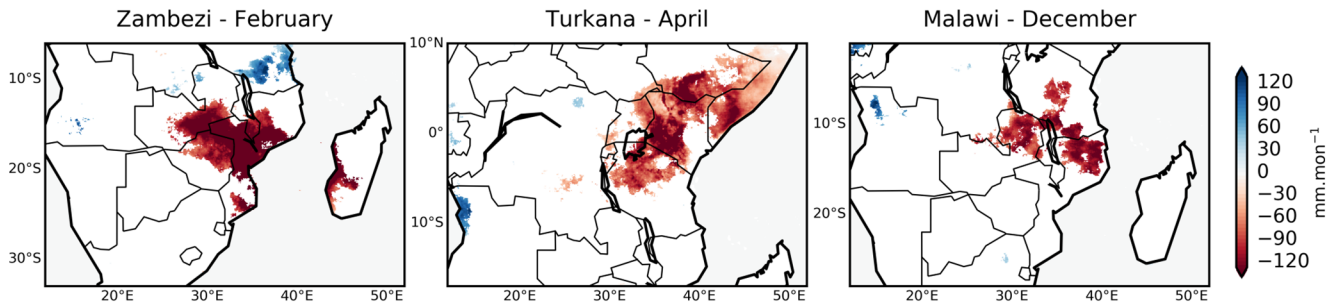 Zambezi - February
Turkana - April
Malawi - December
10°S
20°S
30°S
20°E
30°E
40°E
50°E
10°N
0°
10°S
20°E
30°E
40°E
50°E
10°S
20°S
20°E
30°E
40°E
50°E
120
90
60
30
0
−30
−60
−90
−120
mm.mon⁻¹